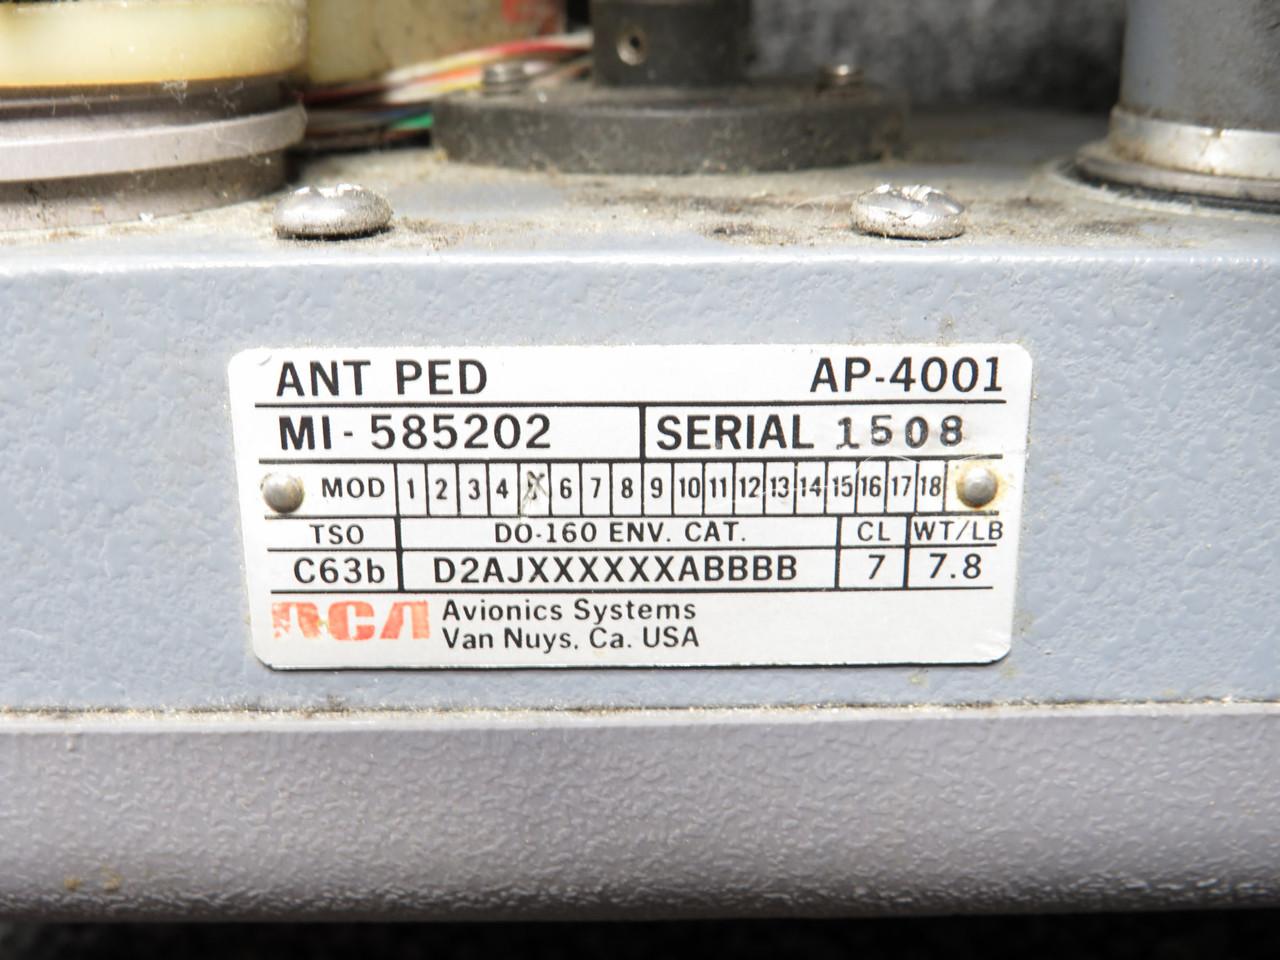 ANT PED AP-4001
MI-585202 SERIAL 1508
MOD 1 2 3 4 5 6 7 8 9 10 11 12 13 14 15 16 17 18
TSO DO-160 ENV. CAT. CL WT/LB
C63b D2AJXXXXXXABBBB 7 7.8
RCA Avionics Systems
Van Nuys, Ca. USA